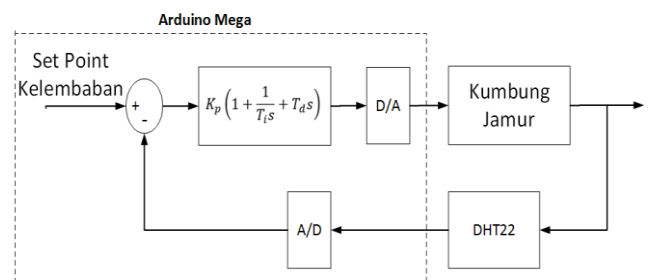 Arduino Mega
Set Point
Kelembaban
+
-
K_p(1 + 1/(T_i s) + T_d s)
D/A
Kumbung
Jamur
A/D
DHT22